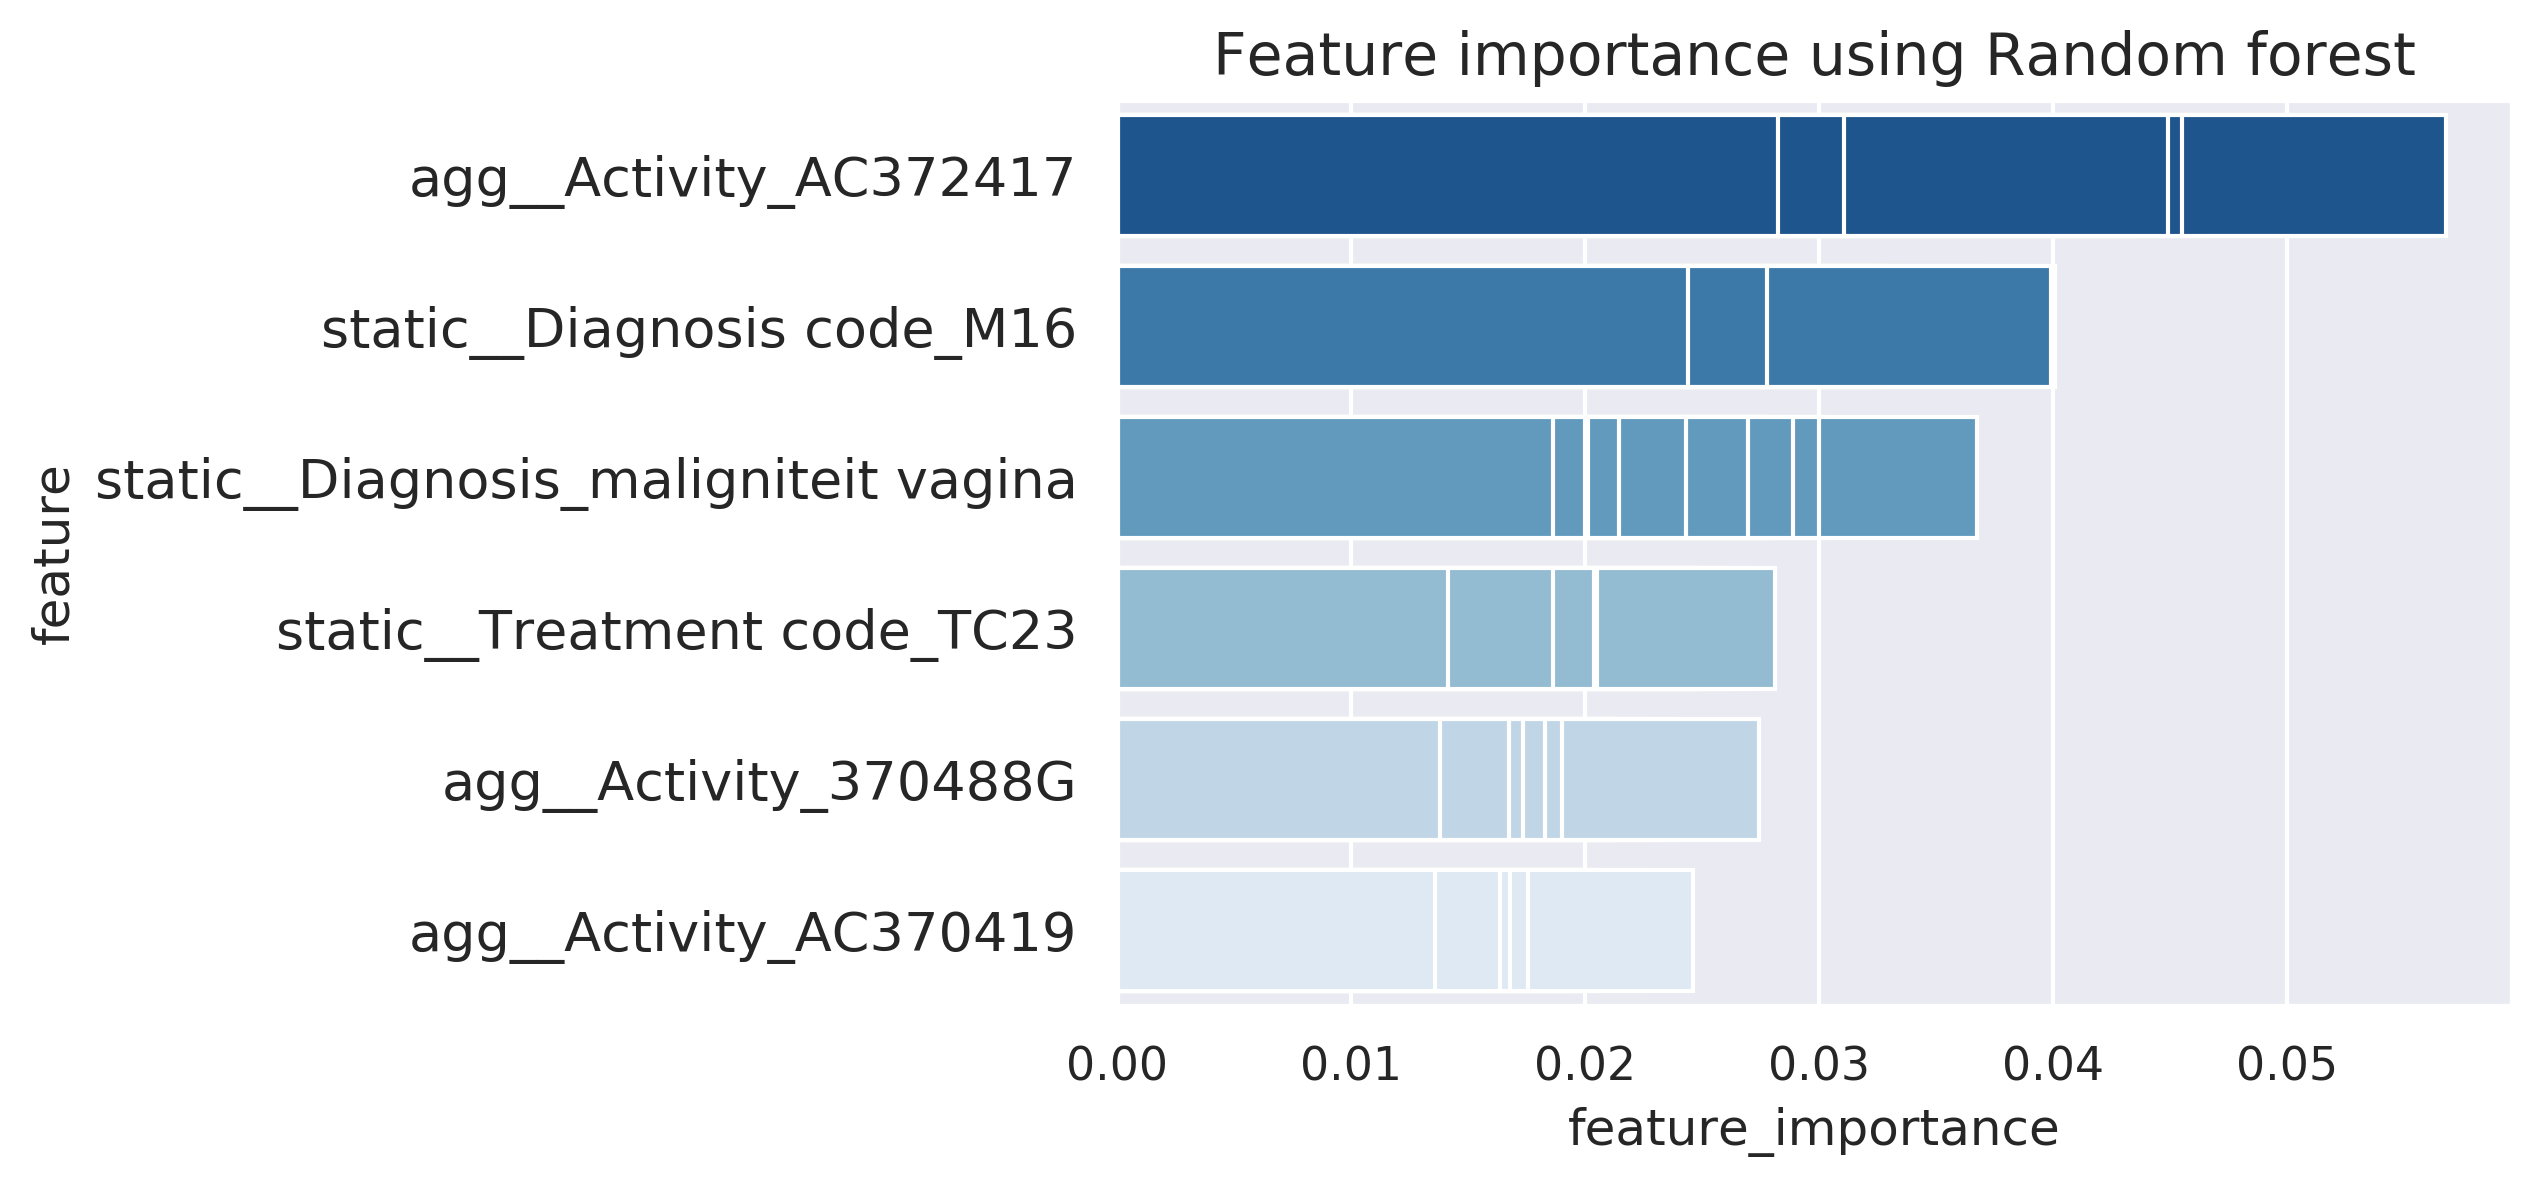 Feature importance using Random forest
agg__Activity_AC372417
static__Diagnosis code_M16
static__Diagnosis_maligniteit vagina
static__Treatment code_TC23
agg__Activity_370488G
agg__Activity_AC370419
feature
0.00 0.01 0.02 0.03 0.04 0.05
feature_importance